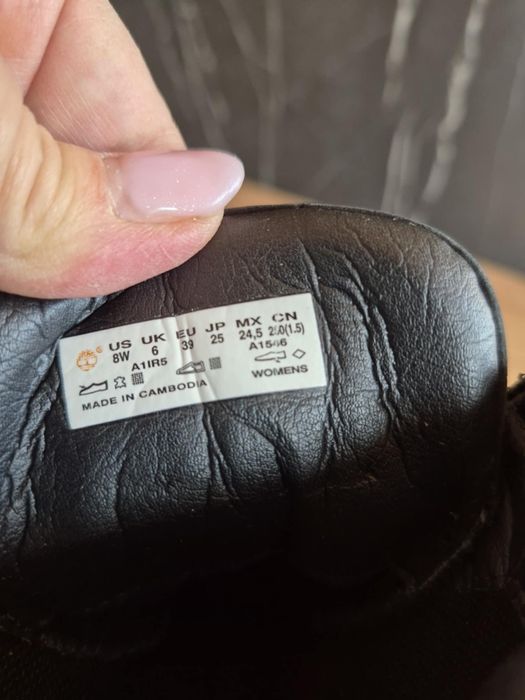 US UK EU JP MX CN
8W 6 39 25 24,5 250(1.5)
A1IR5 A1566
WOMENS
MADE IN CAMBODIA